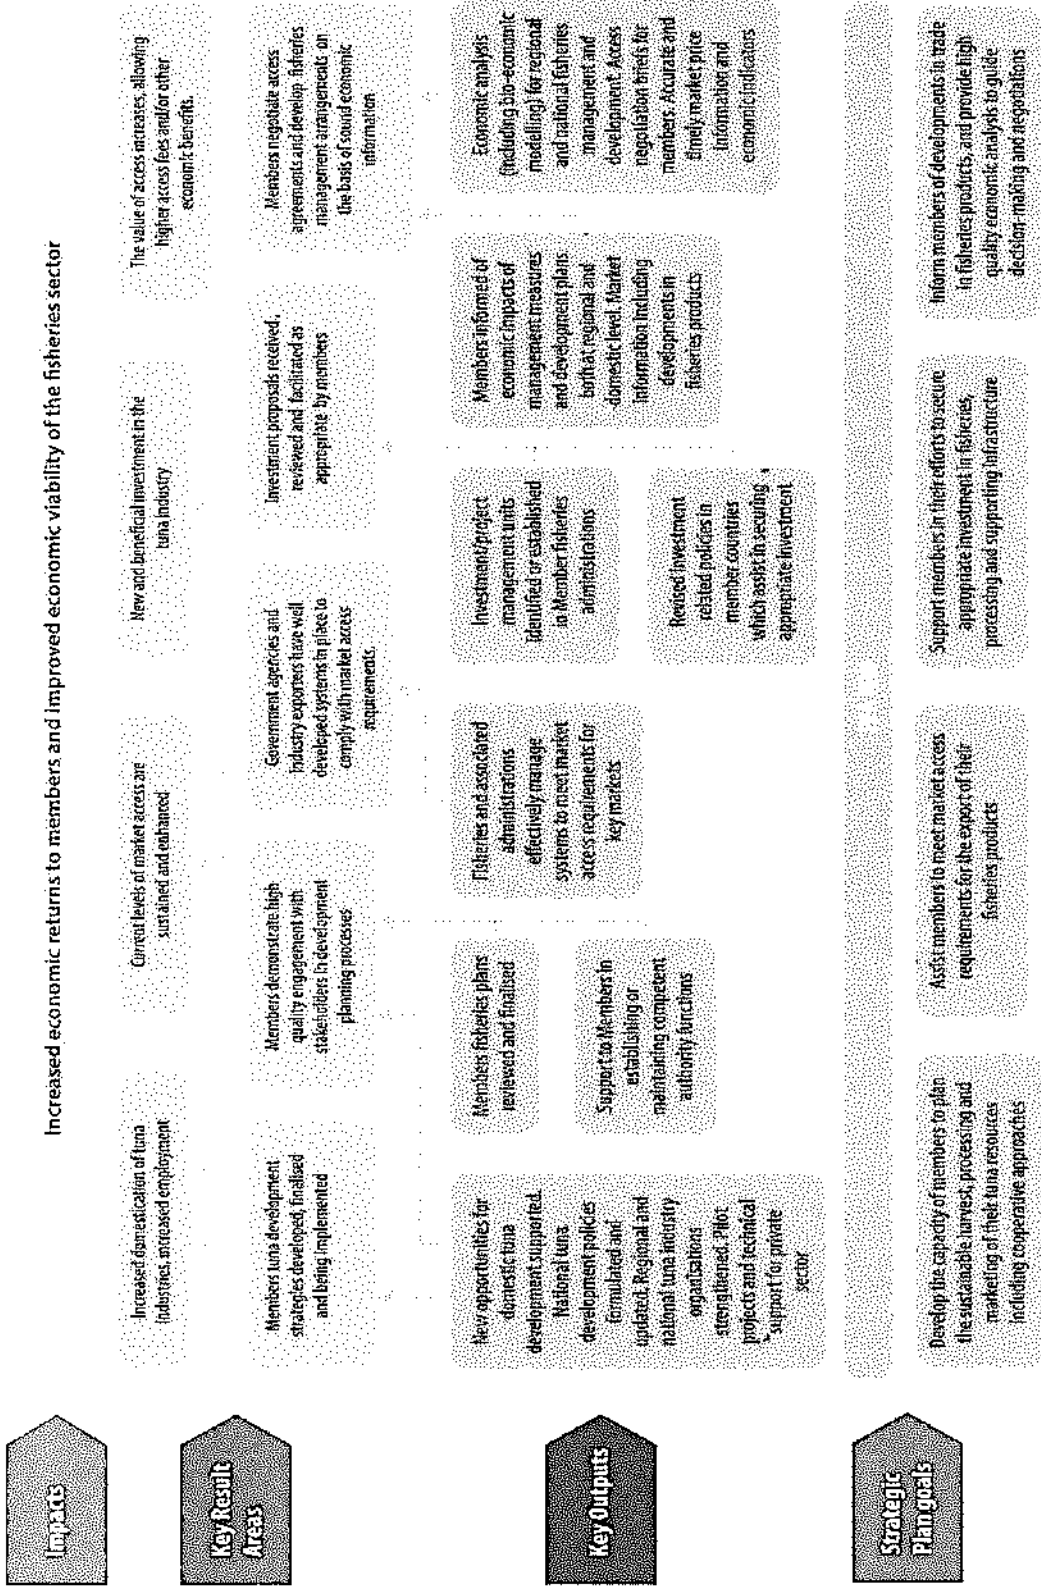 Increased economic returns to members and improved economic viability of the fisheries sector
Impacts
Increased domestication of tuna
industries, increased employment
Current levels of market access are
sustained and enhanced
New and beneficial investment in the
tuna industry
The value of access increases, allowing
higher access fees and/or other
economic benefits.
Key Result
Areas
Members tuna development
strategies developed, finalised
and being implemented
Members demonstrate high
quality engagement with
stakeholders in development
planning processes
Government agencies and
industry exporters have well
developed systems in place to
comply with market access
requirements.
Investment proposals received,
reviewed and facilitated as
appropriate by members
Members negotiate access
agreements and develop fisheries
management arrangements on
the basis of sound economic
information
Key Outputs
New opportunities for
domestic tuna
development supported.
National tuna
development policies
formulated and
updated. Regional and
national tuna industry
organisations
strengthened. Pilot
projects and technical
support for private
sector
Members fisheries plans
reviewed and finalised
Support to Members in
establishing or
maintaining competent
authority functions
Fisheries and associated
administrations
effectively manage
systems to meet market
access requirements for
key markets
Investment/project
management units
identified or established
in Member fisheries
administrations
Revised investment
related policies in
member countries
which assist in securing
appropriate investment
Members informed of
economic impacts of
management measures
and development plans
both at regional and
domestic level. Market
information including
developments in
fisheries products
Economic analysis
(including bio-economic
modelling) for regional
and national fisheries
management and
development. Access
negotiation briefs for
members. Accurate and
timely market price
information and
economic indicators
Strategic
Plan goals
Develop the capacity of members to plan
the sustainable harvest, processing and
marketing of their tuna resources
including cooperative approaches
Assist members to meet market access
requirements for the export of their
fisheries products
Support members in their efforts to secure
appropriate investment in fisheries,
processing and supporting infrastructure
Inform members of developments in trade
in fisheries products, and provide high
quality economic analysis to guide
decision-making and negotiations